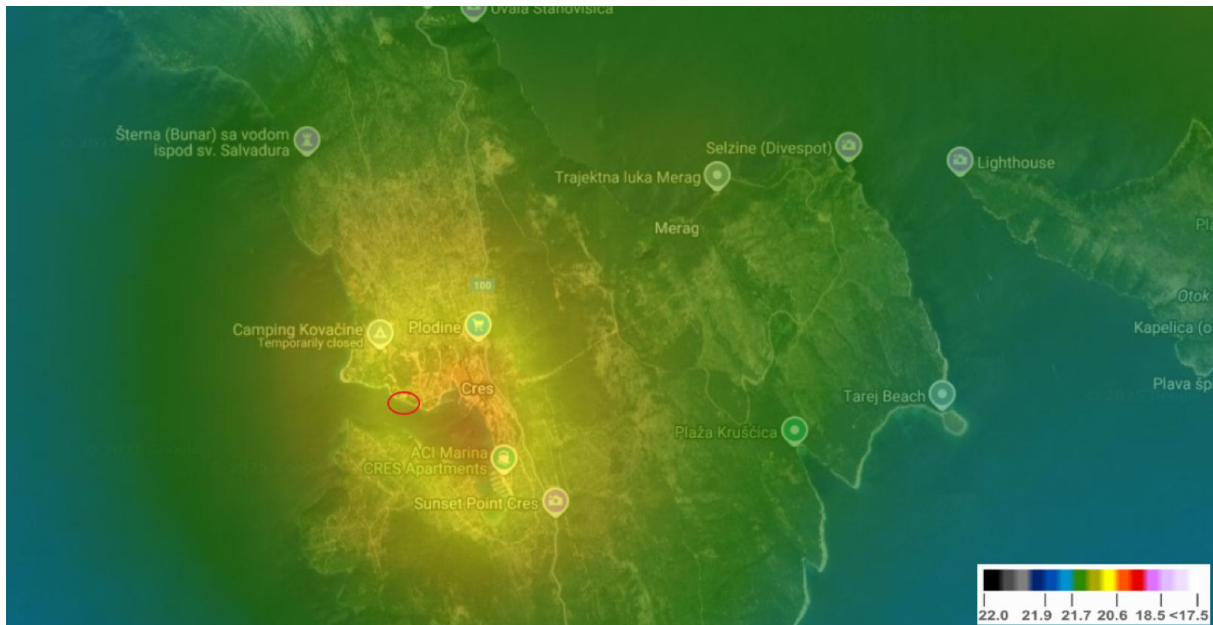 Uvala Stanovišća
Šterna (Bunar) sa vodom
ispod sv. Salvadura
Selzine (Divespot)
Lighthouse
Trajektna luka Merag
Merag
100
Otok
Camping Kovačine
Temporarily closed
Plodine
Kapelica (o
Cres
Plava šp
Tarej Beach
Plaža Kruščica
ACI Marina
CRES Apartments
Sunset Point Cres
22.0 21.9 21.7 20.6 18.5 <17.5